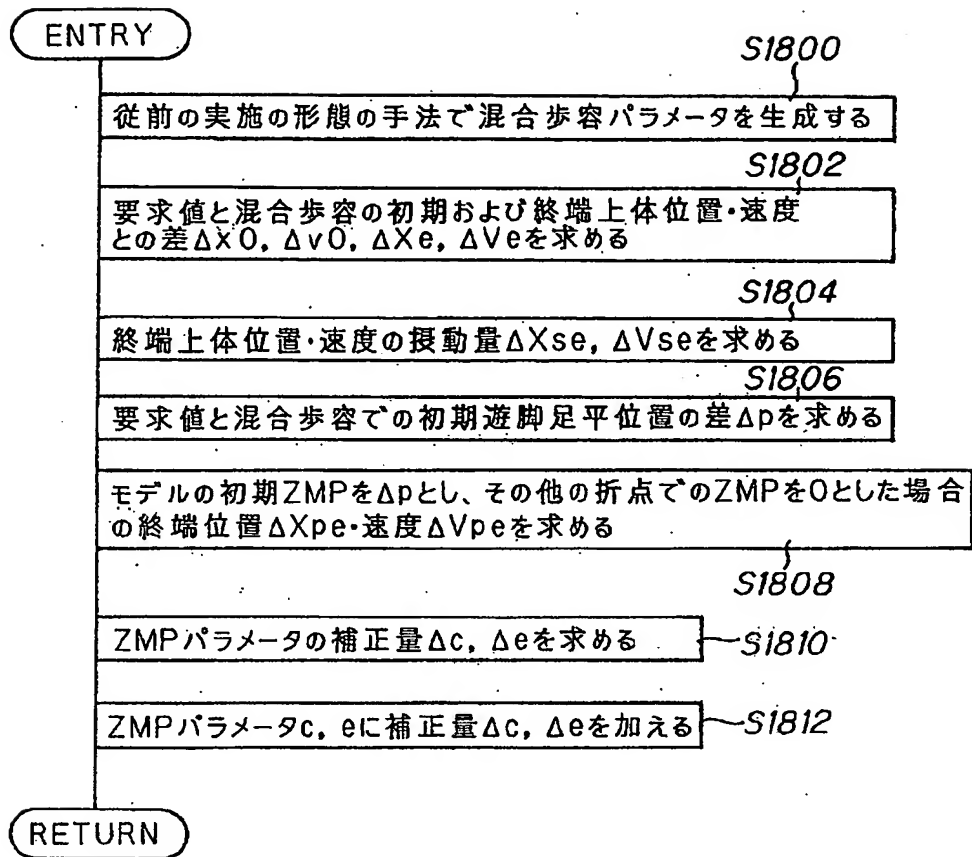 ENTRY
S1800
従前の実施の形態の手法で混合歩容パラメータを生成する
S1802
要求値と混合歩容の初期および終端上体位置・速度
との差Δx0, Δv0, ΔXe, ΔVeを求める
S1804
終端上体位置・速度の摂動量ΔXse, ΔVseを求める
S1806
要求値と混合歩容での初期遊脚足平位置の差Δpを求める
モデルの初期ZMPをΔpとし、その他の折点でのZMPを0とした場合
の終端位置ΔXpe・速度ΔVpeを求める
S1808
ZMPパラメータの補正量Δc, Δeを求める
S1810
ZMPパラメータc, eに補正量Δc, Δeを加える
S1812
RETURN